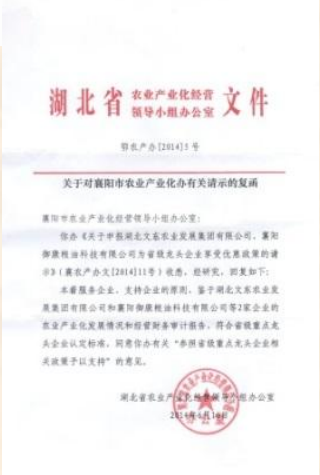 湖北省 农业产业化经营领导小组办公室 文件
鄂农产办[2014]5号
关于对襄阳市农业产业化办有关请示的复函
襄阳市农业产业化经营领导小组办公室:
你办《关于申报湖北文东农业发展集团有限公司、襄阳
御康粮油科技有限公司为省级龙头企业享受优惠政策的请
示》(襄农产办文[2014]11号)收悉,经研究,回复如下:
本着服务企业、支持企业的原则,鉴于湖北文东农业发
展集团有限公司和襄阳御康粮油科技有限公司等2家企业的
农业产业化发展情况和经营财务审计报告,符合省级重点龙
头企业认定标准,同意你办有关“参照省级重点龙头企业相
关政策予以支持”的意见。
湖北省农业产业化经营领导小组办公室
2014年6月10日